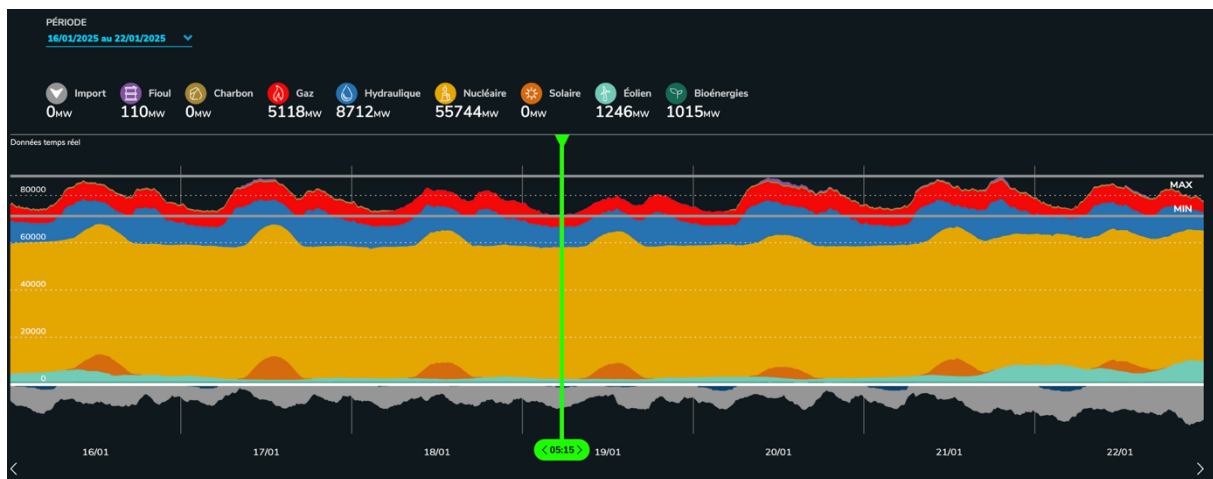 PÉRIODE
16/01/2025 au 22/01/2025
Import Fioul Charbon Gaz Hydraulique Nucléaire Solaire Éolien Bioénergies
0MW 110MW 0MW 5118MW 8712MW 55744MW 0MW 1246MW 1015MW
Données temps réel
80000 MAX
MIN
60000
40000
20000
0
16/01 17/01 18/01 05:15 19/01 20/01 21/01 22/01